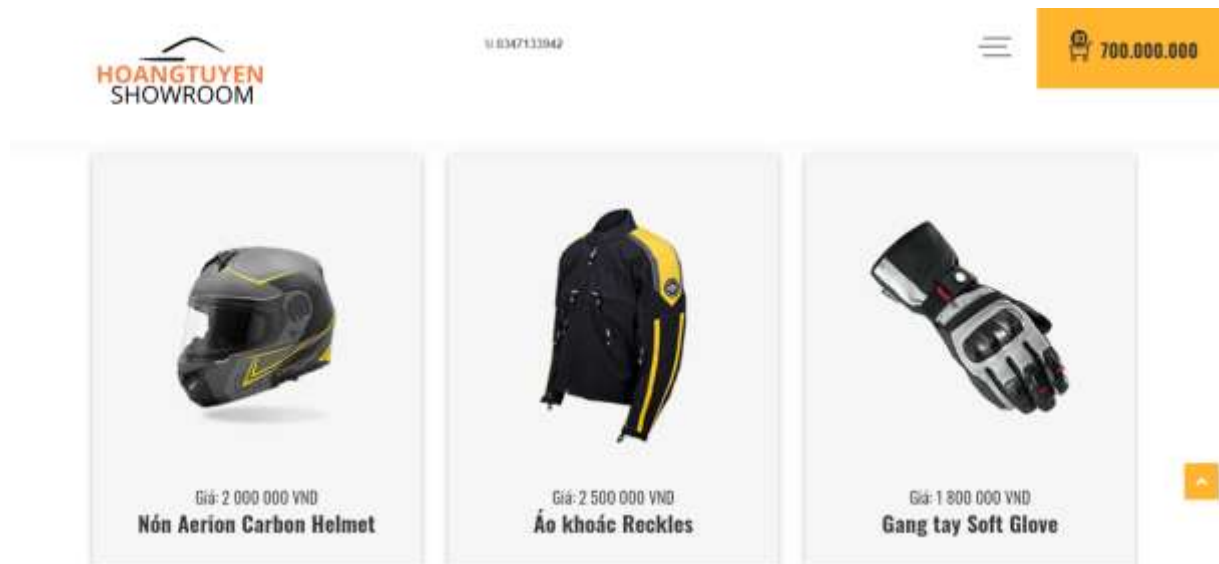 HOANGTUYEN
SHOWROOM
0347133942
700.000.000
Giá: 2 000 000 VND
Nón Aerion Carbon Helmet
Giá: 2 500 000 VND
Áo khoác Reckles
Giá: 1 800 000 VND
Gang tay Soft Glove